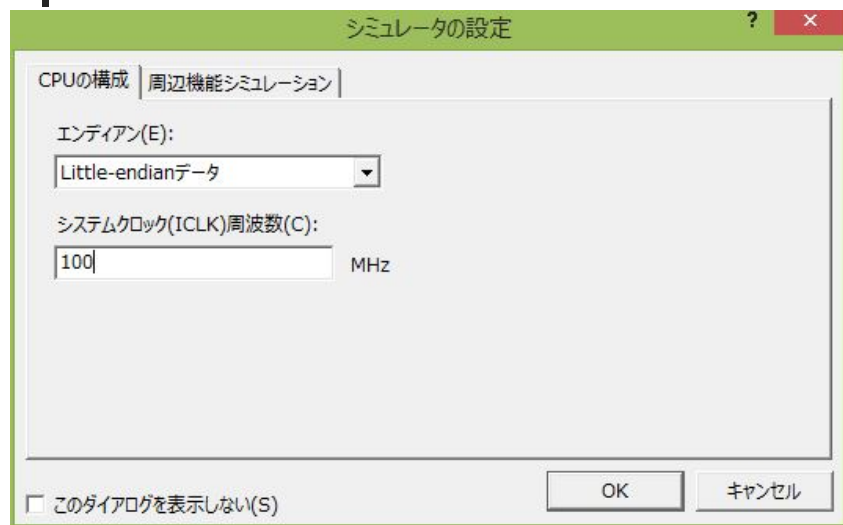 シミュレータの設定
? ×
CPUの構成 周辺機能シミュレーション
エンディアン(E):
Little-endianデータ
システムクロック(ICLK)周波数(C):
100 MHz
このダイアログを表示しない(S)
OK キャンセル